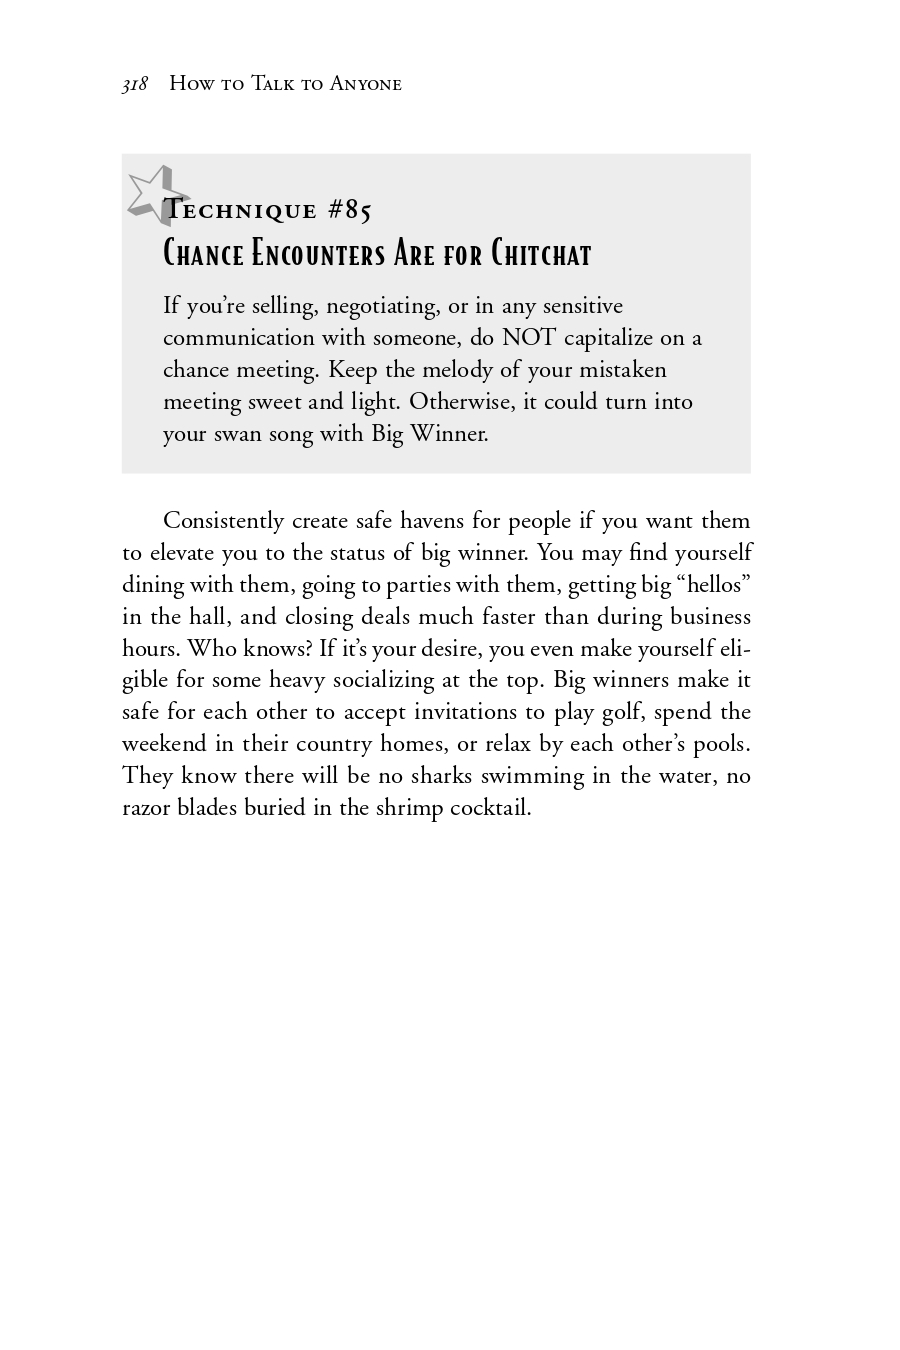 318 How to Talk to Anyone
Technique #85
Chance Encounters Are for Chitchat
If you’re selling, negotiating, or in any sensitive
communication with someone, do NOT capitalize on a
chance meeting. Keep the melody of your mistaken
meeting sweet and light. Otherwise, it could turn into
your swan song with Big Winner.
Consistently create safe havens for people if you want them
to elevate you to the status of big winner. You may find yourself
dining with them, going to parties with them, getting big “hellos”
in the hall, and closing deals much faster than during business
hours. Who knows? If it’s your desire, you even make yourself eli-
gible for some heavy socializing at the top. Big winners make it
safe for each other to accept invitations to play golf, spend the
weekend in their country homes, or relax by each other’s pools.
They know there will be no sharks swimming in the water, no
razor blades buried in the shrimp cocktail.